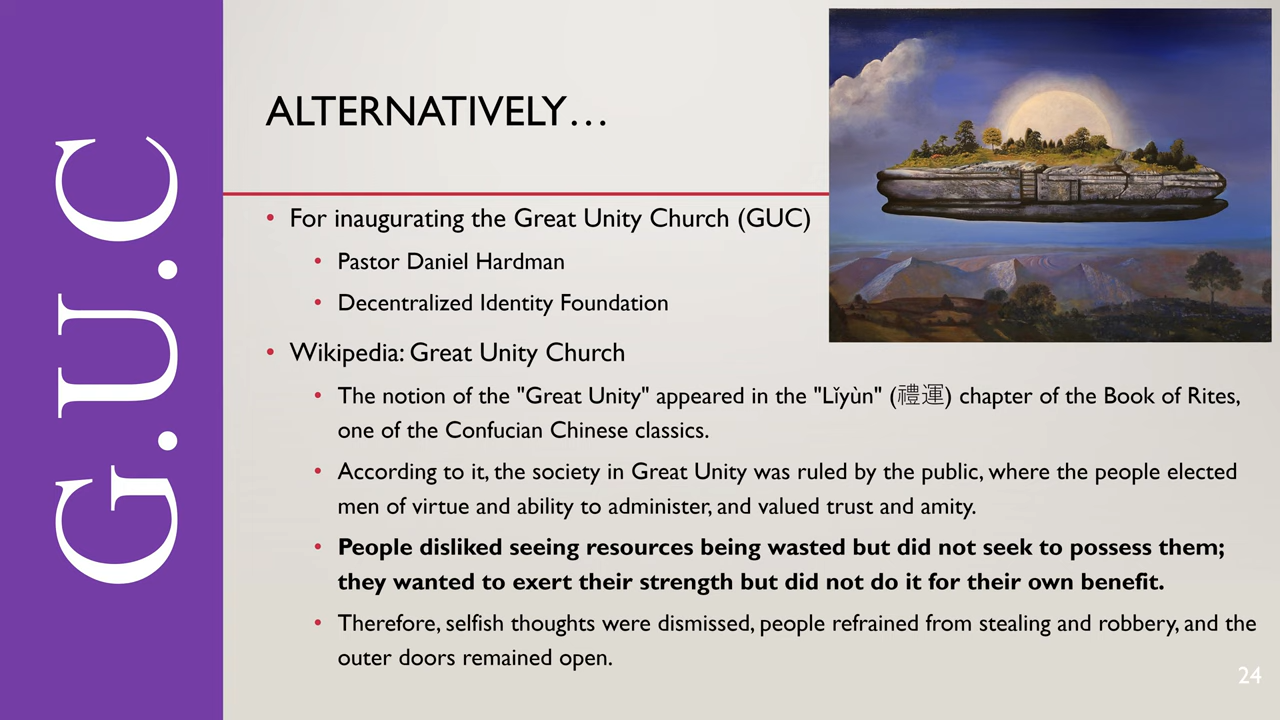 G.U.C
ALTERNATIVELY…
• For inaugurating the Great Unity Church (GUC)
• Pastor Daniel Hardman
• Decentralized Identity Foundation
• Wikipedia: Great Unity Church
• The notion of the "Great Unity" appeared in the "Lǐyùn" (禮運) chapter of the Book of Rites,
one of the Confucian Chinese classics.
• According to it, the society in Great Unity was ruled by the public, where the people elected
men of virtue and ability to administer, and valued trust and amity.
• People disliked seeing resources being wasted but did not seek to possess them;
they wanted to exert their strength but did not do it for their own benefit.
• Therefore, selfish thoughts were dismissed, people refrained from stealing and robbery, and the
outer doors remained open.
24